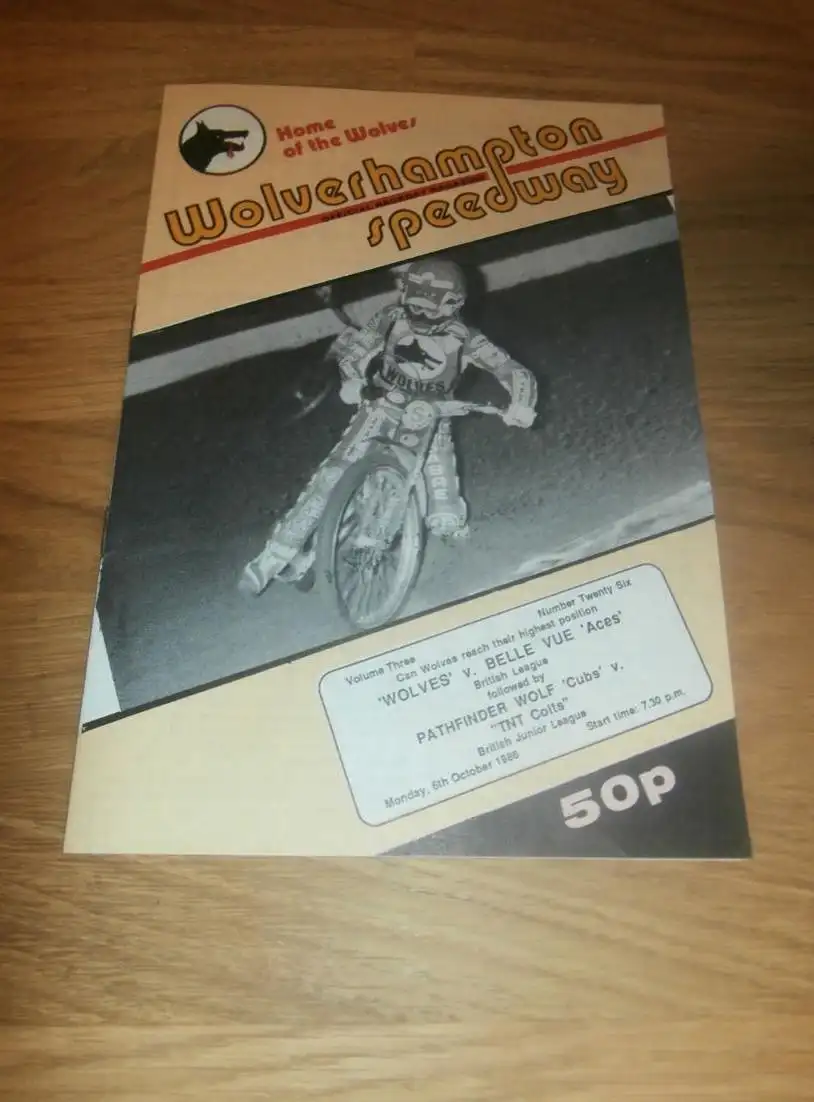 Home
of the Wolves
Wolverhampton
OFFICIAL RACENIGHT MAGAZINE
speedway
WOLVES
S
Volume Three Number Twenty Six
Can Wolves reach their highest position
'WOLVES' v. BELLE VUE 'Aces'
British League
followed by
PATHFINDER WOLF 'Cubs' v.
"TNT Colts"
British Junior League
Monday, 6th October 1986 Start time: 7.30 p.m.
50p